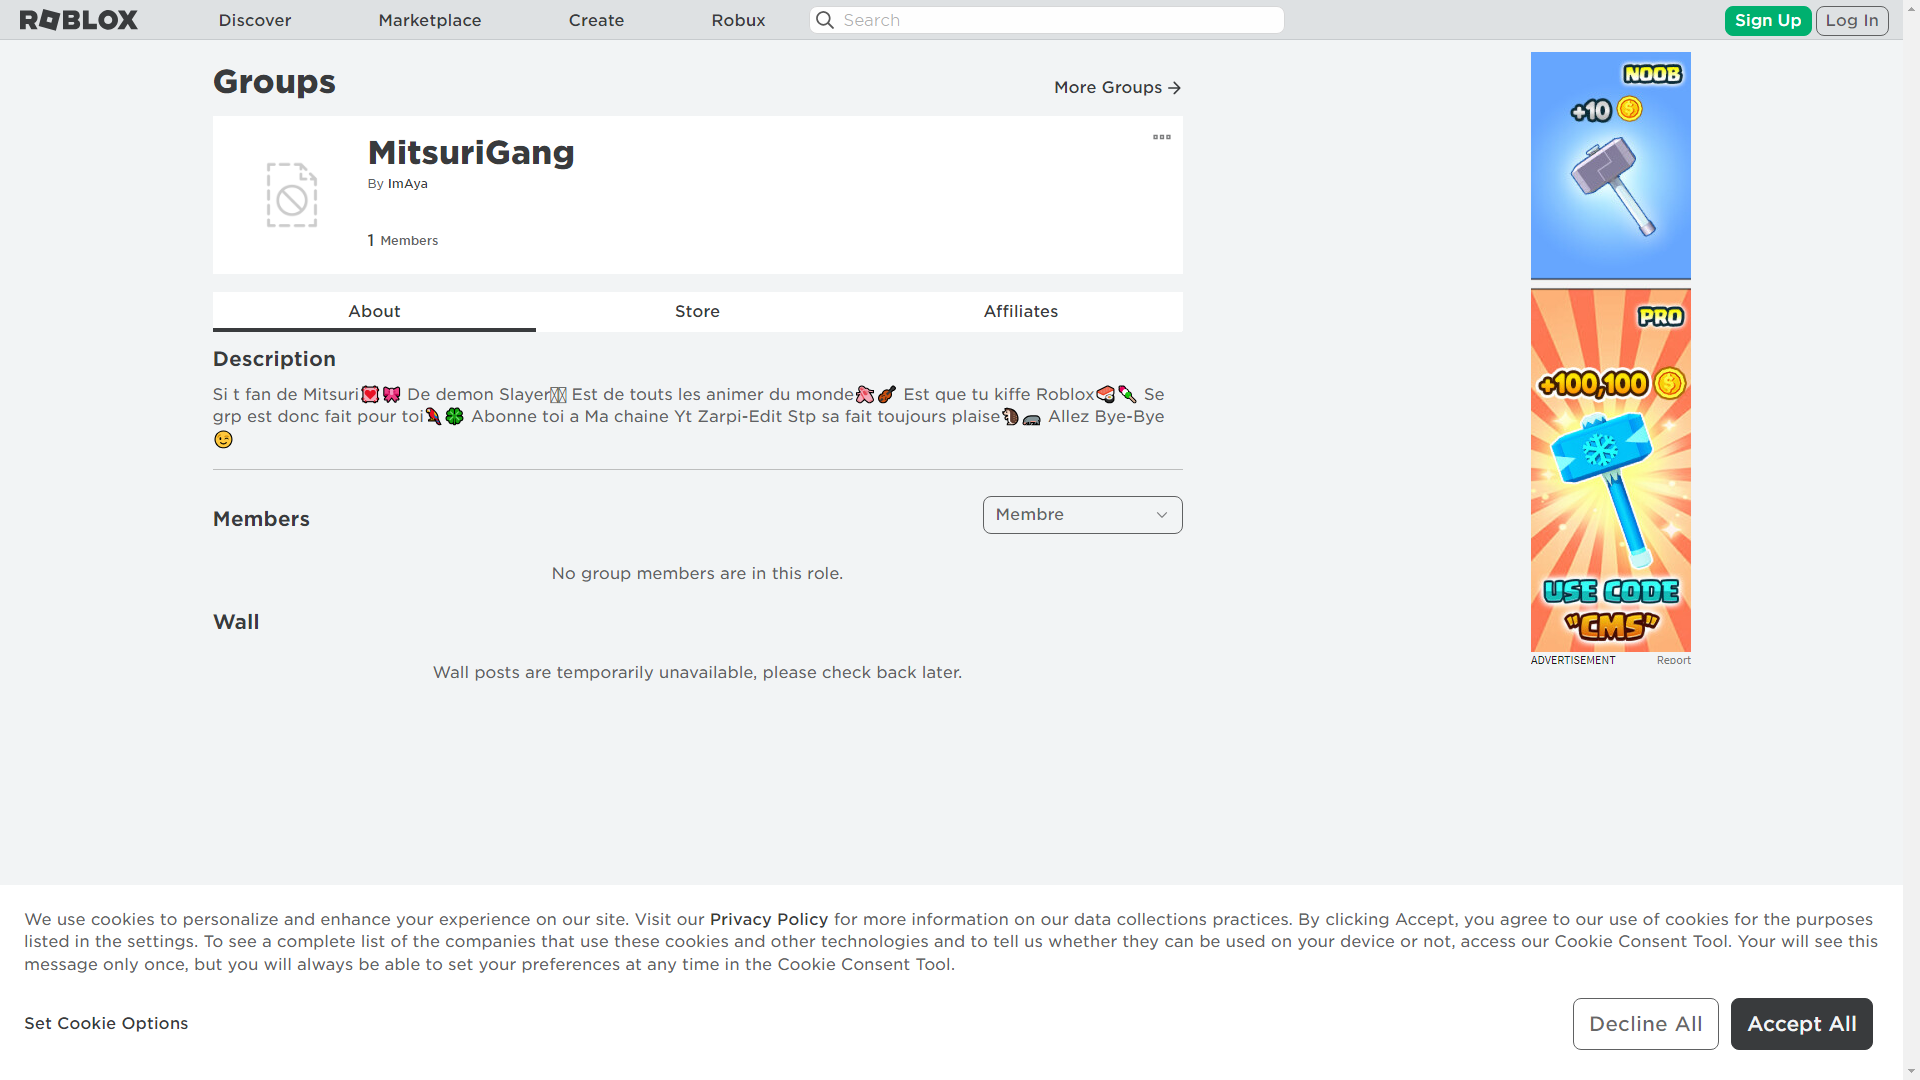 ROBLOX Discover Marketplace Create Robux Search Sign Up Log In
Groups
More Groups
MitsuriGang
By ImAya
1 Members
About Store Affiliates
Description
Si t fan de Mitsuri💟🎀 De demon Slayer Est de touts les animer du monde Est que tu kiffe Roblox🍣 Se
grp est donc fait pour toi🍀 Abonne toi a Ma chaine Yt Zarpi-Edit Stp sa fait toujours plaise Allez Bye-Bye
😉
Members
Membre
No group members are in this role.
Wall
Wall posts are temporarily unavailable, please check back later.
NOOB
+10
PRO
+100,100
USE CODE
"CMS"
ADVERTISEMENT Report
We use cookies to personalize and enhance your experience on our site. Visit our Privacy Policy for more information on our data collections practices. By clicking Accept, you agree to our use of cookies for the purposes
listed in the settings. To see a complete list of the companies that use these cookies and other technologies and to tell us whether they can be used on your device or not, access our Cookie Consent Tool. Your will see this
message only once, but you will always be able to set your preferences at any time in the Cookie Consent Tool.
Set Cookie Options
Decline All
Accept All